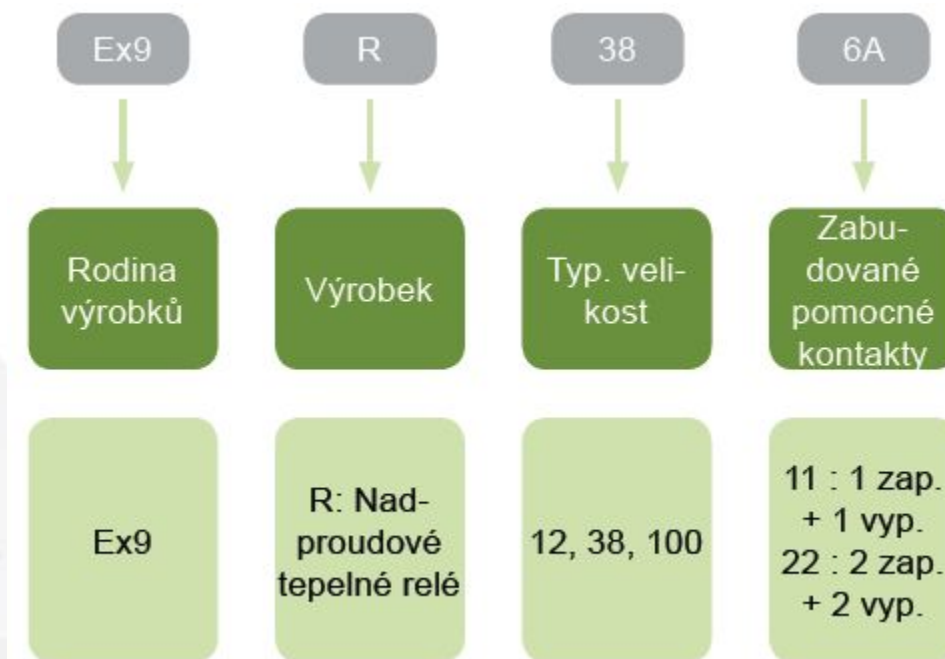 Ex9
R
38
6A
Rodina
výrobků
Výrobek
Typ. veli-
kost
Zabu-
dované
pomocné
kontakty
Ex9
R: Nad-
proudové
tepelné relé
12, 38, 100
11 : 1 zap.
+ 1 vyp.
22 : 2 zap.
+ 2 vyp.